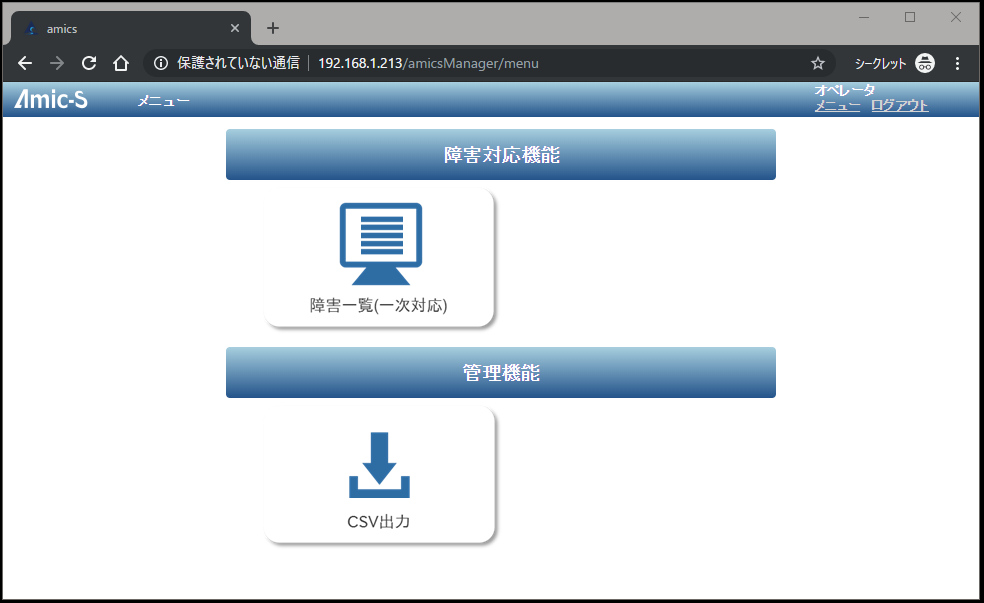 amics
保護されていない通信 192.168.1.213/amicsManager/menu シークレット
Amic-S メニュー
オペレータ
メニュー ログアウト
障害対応機能
障害一覧(一次対応)
管理機能
CSV出力